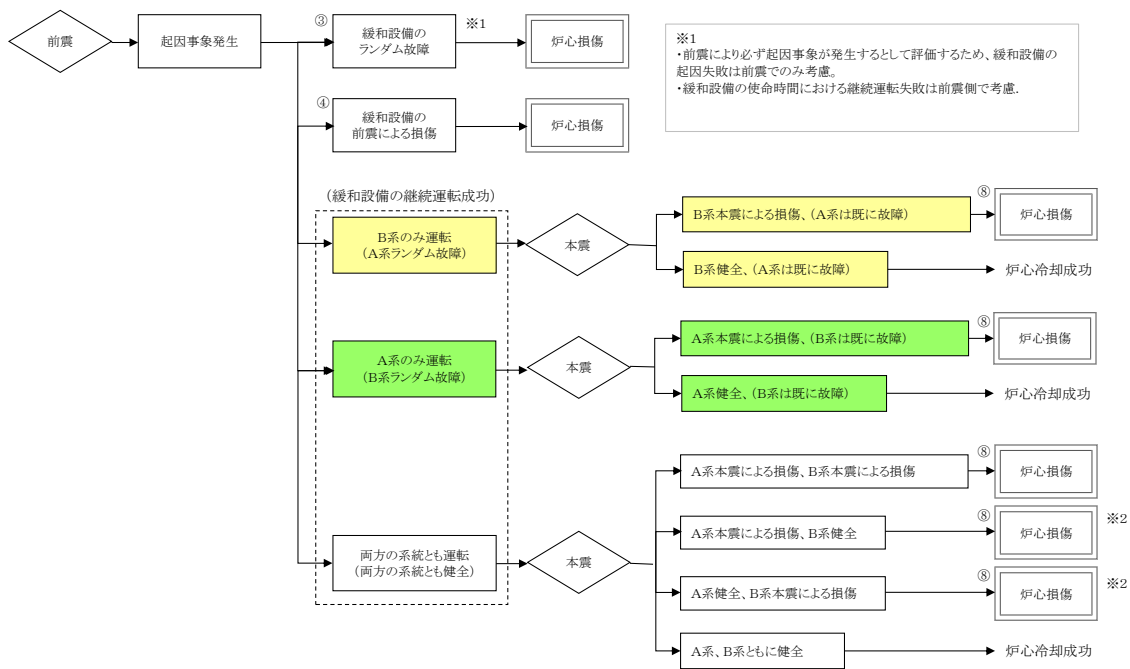 前震
起因事象発生
③
緩和設備の
ランダム故障
※1
炉心損傷
※1
・前震により必ず起因事象が発生するとして評価するため、緩和設備の
起因失敗は前震でのみ考慮。
・緩和設備の使命時間における継続運転失敗は前震側で考慮.
④
緩和設備の
前震による損傷
炉心損傷
(緩和設備の継続運転成功)
B系のみ運転
(A系ランダム故障)
本震
B系本震による損傷、(A系は既に故障)
⑧
炉心損傷
B系健全、(A系は既に故障)
炉心冷却成功
A系のみ運転
(B系ランダム故障)
本震
A系本震による損傷、(B系は既に故障)
⑧
炉心損傷
A系健全、(B系は既に故障)
炉心冷却成功
両方の系統とも運転
(両方の系統とも健全)
本震
A系本震による損傷、B系本震による損傷
⑧
炉心損傷
A系本震による損傷、B系健全
⑧
炉心損傷
※2
A系健全、B系本震による損傷
⑧
炉心損傷
※2
A系、B系ともに健全
炉心冷却成功